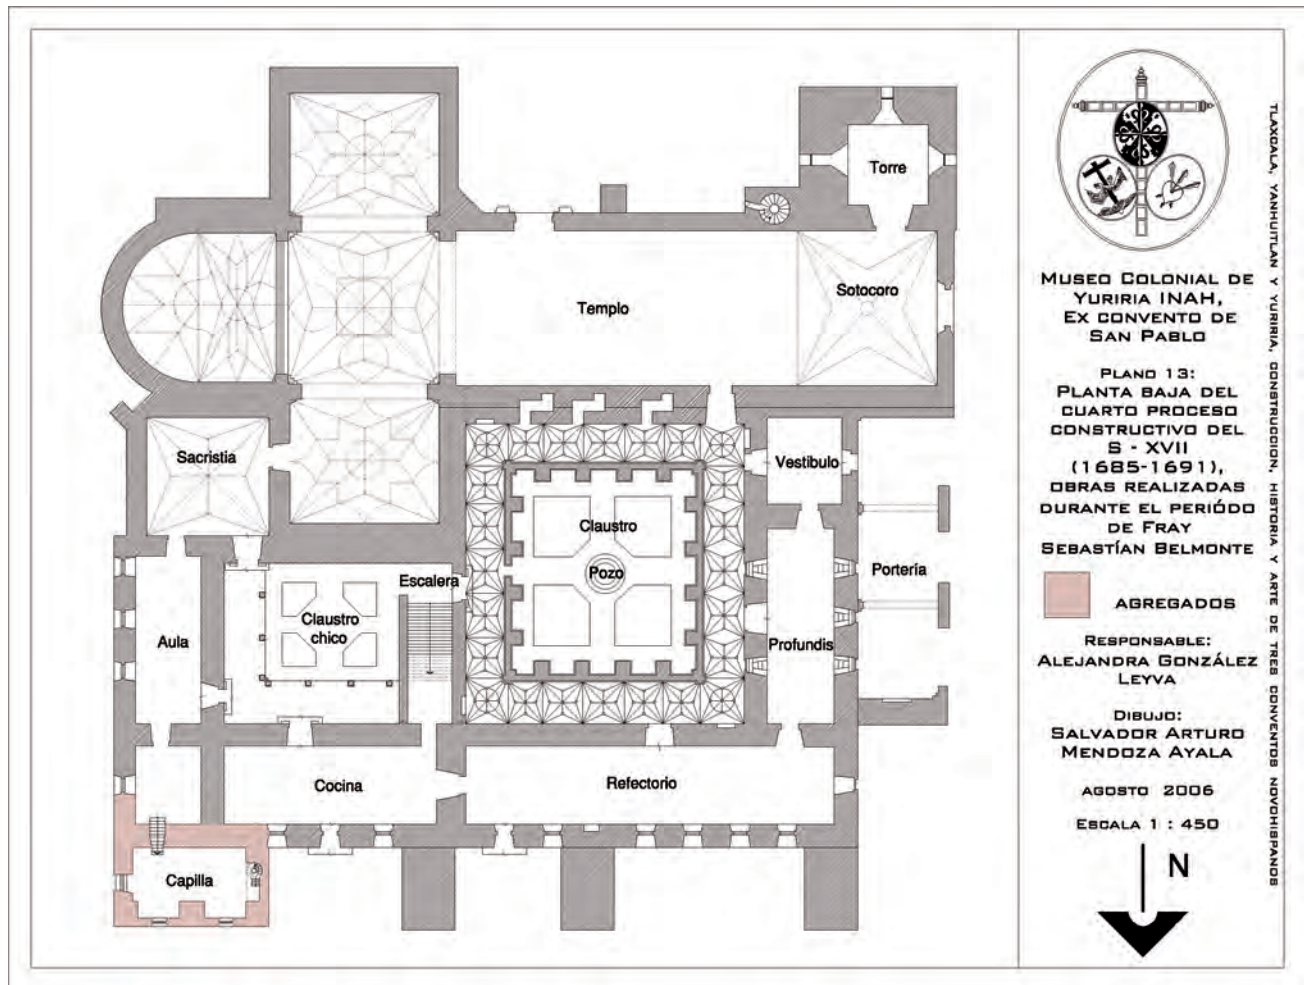 Torre
Templo
Sotocoro
Sacristia
Vestíbulo
Claustro
Pozo
Escalera
Portería
Claustro
chico
Aula
Profundis
Cocina
Refectorio
Capilla
MUSEO COLONIAL DE
YURIRIA INAH,
EX CONVENTO DE
SAN PABLO
PLANO 13:
PLANTA BAJA DEL
CUARTO PROCESO
CONSTRUCTIVO DEL
S - XVII
(1685-1691),
OBRAS REALIZADAS
DURANTE EL PERIÓDO
DE FRAY
SEBASTÍAN BELMONTE
AGREGADOS
RESPONSABLE:
ALEJANDRA GONZÁLEZ
LEYVA
DIBUJO:
SALVADOR ARTURO
MENDOZA AYALA
AGOSTO 2006
ESCALA 1 : 450
N
TLAXCALA, YANHUITLAN Y YURIRIA, CONSTRUCCION, HISTORIA Y ARTE DE TRES CONVENTOS NOVOHISPANOS